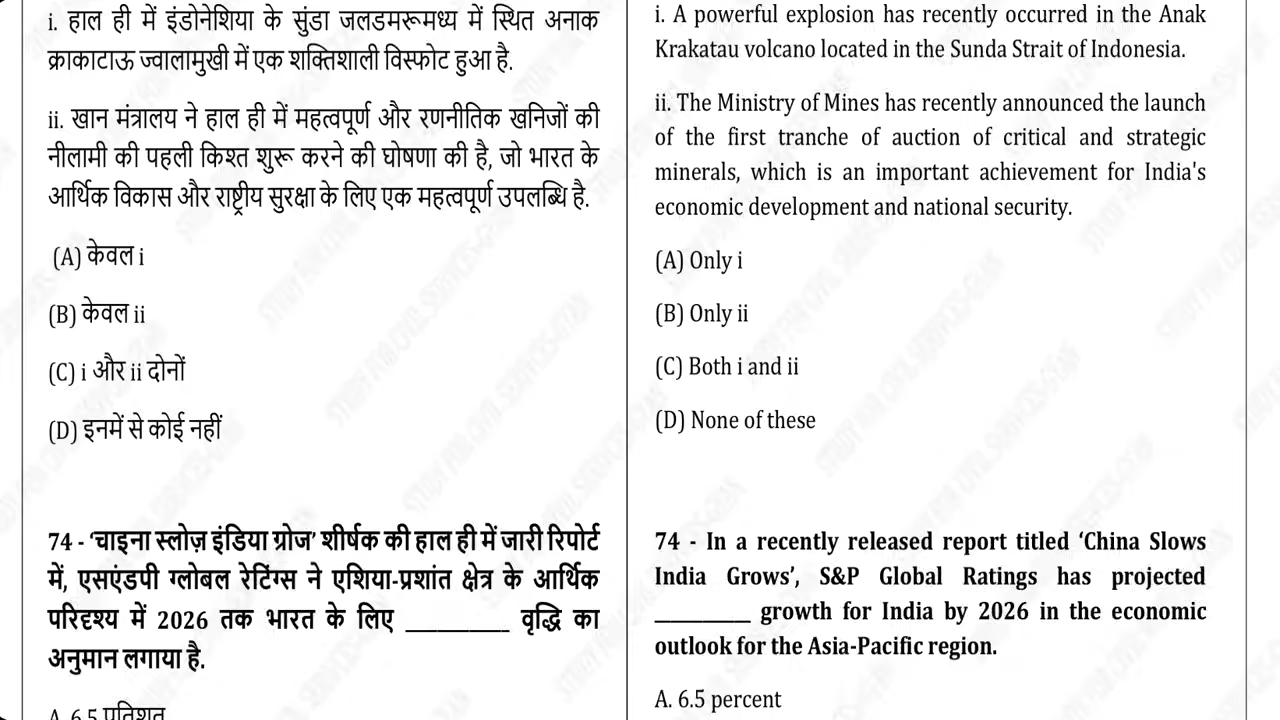 i. हाल ही में इंडोनेशिया के सुंडा जलडमरूमध्य में स्थित अनाक
क्राकाटाऊ ज्वालामुखी में एक शक्तिशाली विस्फोट हुआ है.
ii. खान मंत्रालय ने हाल ही में महत्वपूर्ण और रणनीतिक खनिजों की
नीलामी की पहली किश्त शुरू करने की घोषणा की है, जो भारत के
आर्थिक विकास और राष्ट्रीय सुरक्षा के लिए एक महत्वपूर्ण उपलब्धि है.
(A) केवल i
(B) केवल ii
(C) i और ii दोनों
(D) इनमें से कोई नहीं
74 - ‘चाइना स्लोज़ इंडिया ग्रोज’ शीर्षक की हाल ही में जारी रिपोर्ट
में, एसएंडपी ग्लोबल रेटिंग्स ने एशिया-प्रशांत क्षेत्र के आर्थिक
परिदृश्य में 2026 तक भारत के लिए __________ वृद्धि का
अनुमान लगाया है.
A. 6.5 प्रतिशत
i. A powerful explosion has recently occurred in the Anak
Krakatau volcano located in the Sunda Strait of Indonesia.
ii. The Ministry of Mines has recently announced the launch
of the first tranche of auction of critical and strategic
minerals, which is an important achievement for India's
economic development and national security.
(A) Only i
(B) Only ii
(C) Both i and ii
(D) None of these
74 - In a recently released report titled ‘China Slows
India Grows’, S&P Global Ratings has projected
__________ growth for India by 2026 in the economic
outlook for the Asia-Pacific region.
A. 6.5 percent